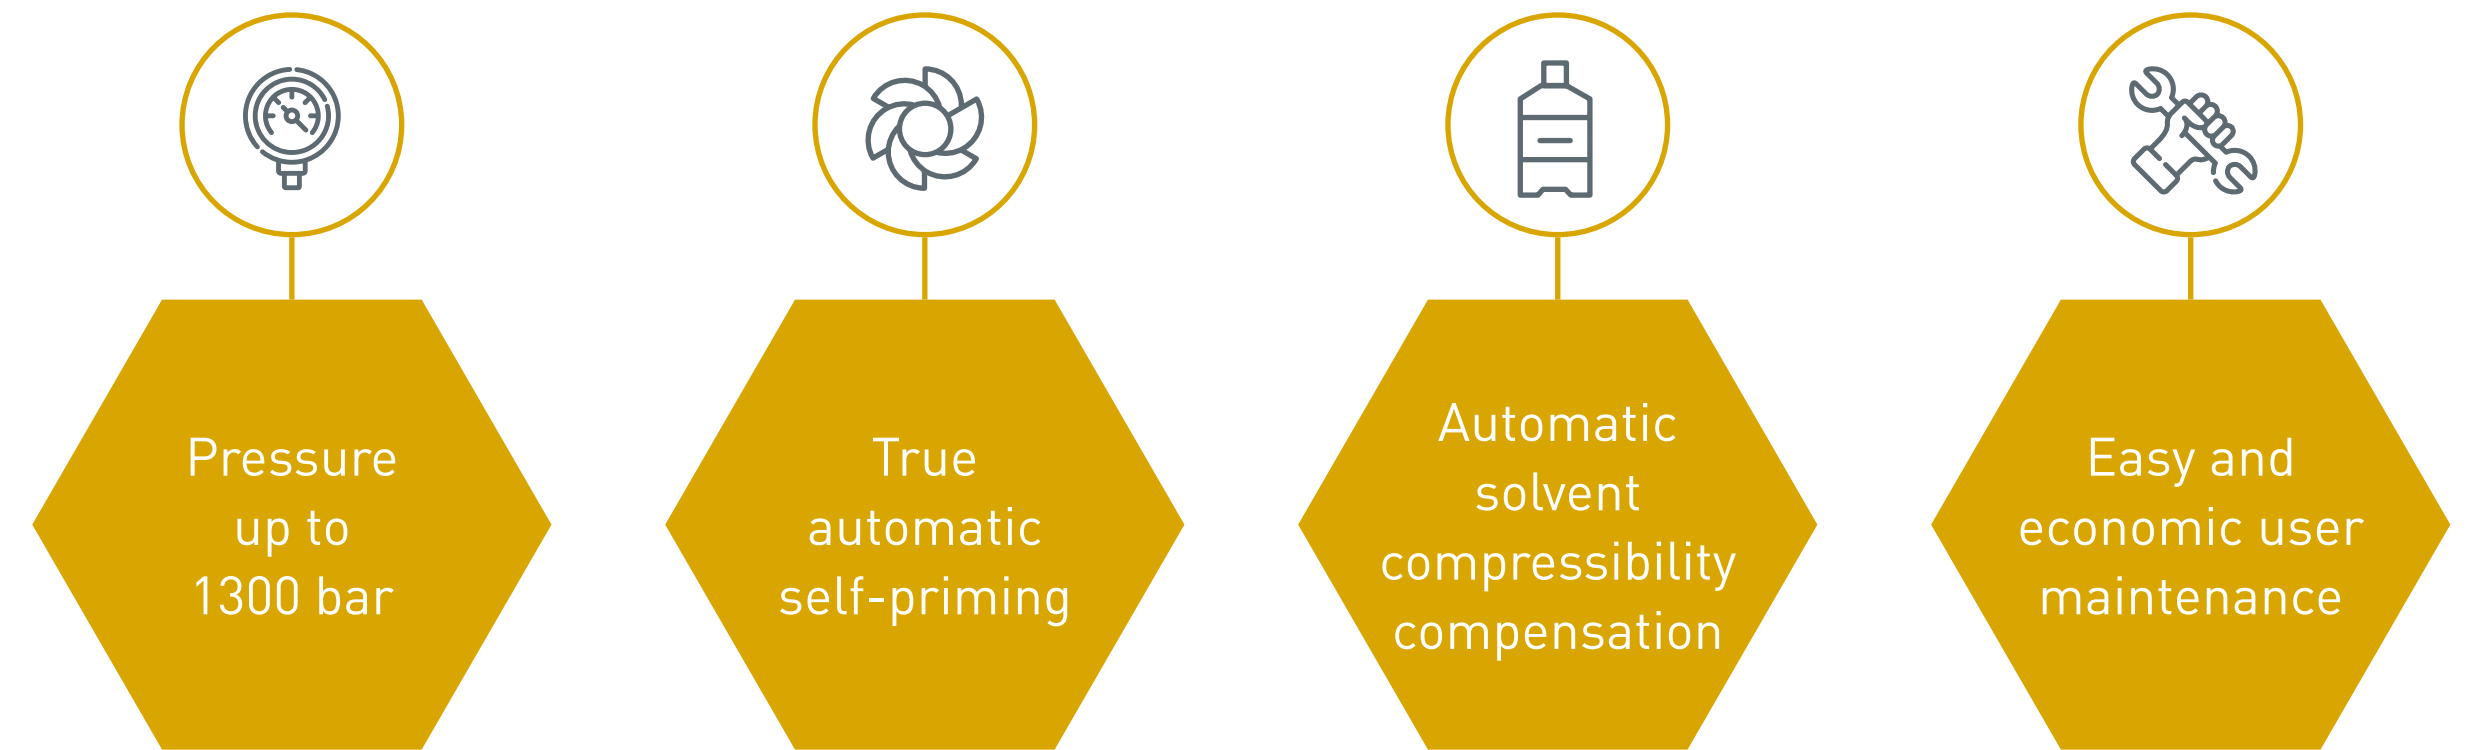 Pressure
up to
1300 bar
True
automatic
self-priming
Automatic
solvent
compressibility
compensation
Easy and
economic user
maintenance